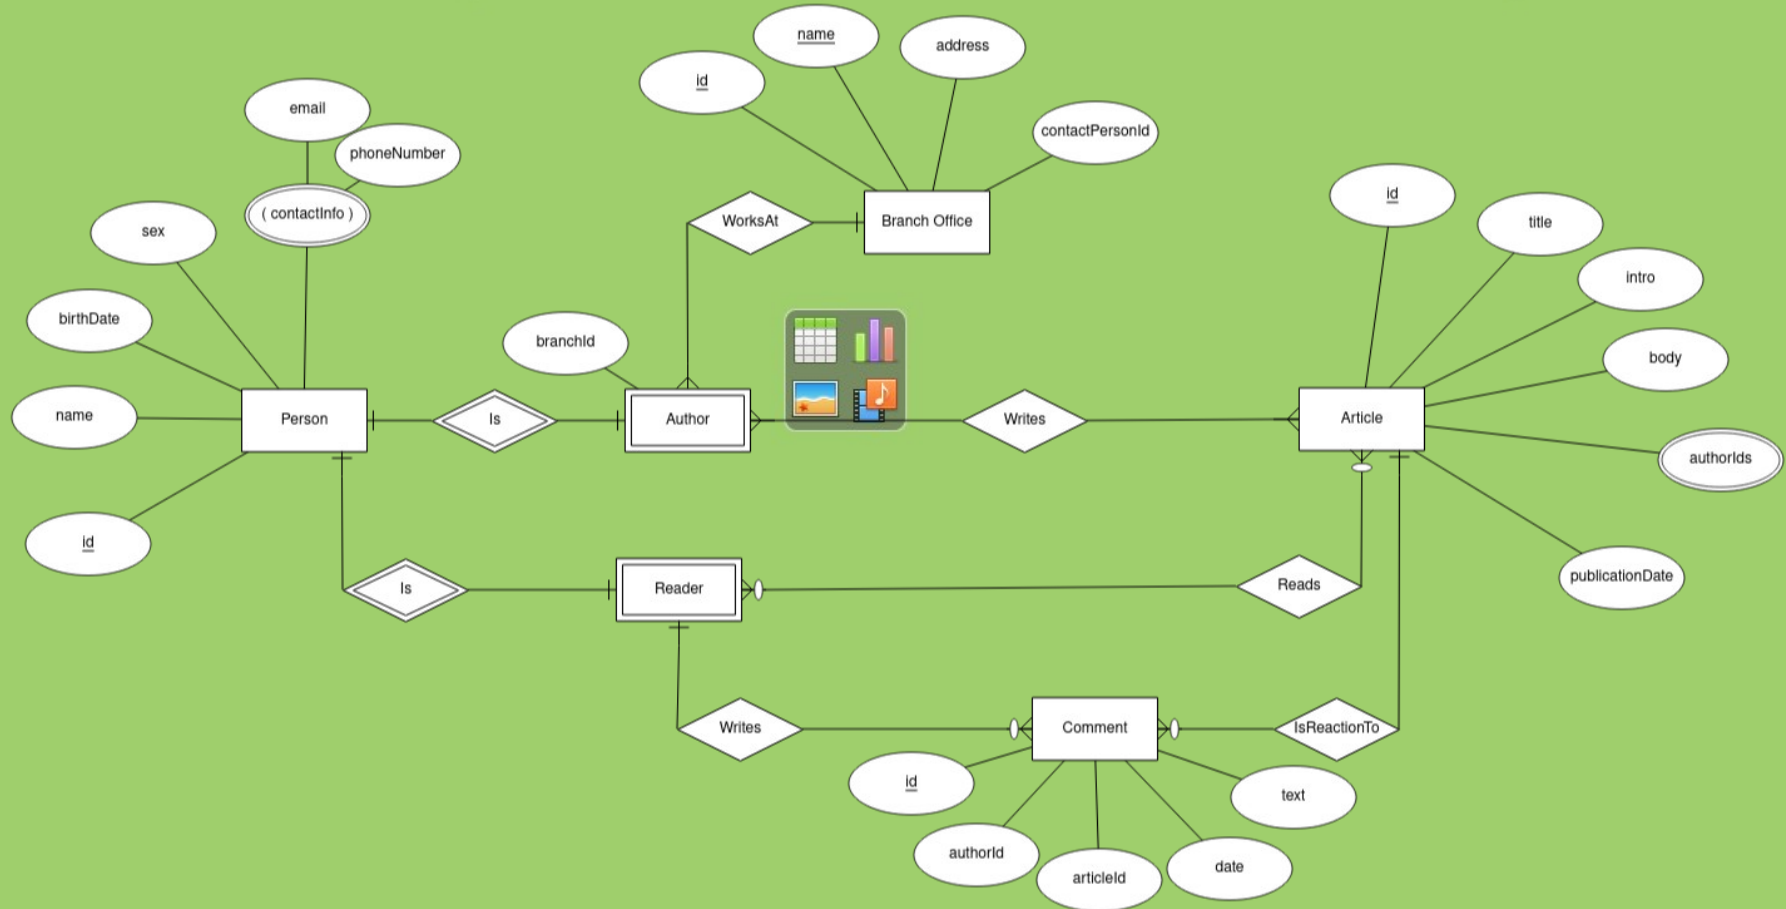 name
address
id
contactPersonId
email
phoneNumber
( contactInfo )
sex
WorksAt
Branch Office
id
title
intro
birthDate
branchId
body
name
Person
Is
Author
Writes
Article
authorIds
id
Is
Reader
Reads
publicationDate
Writes
Comment
IsReactionTo
id
text
authorId
articleId
date